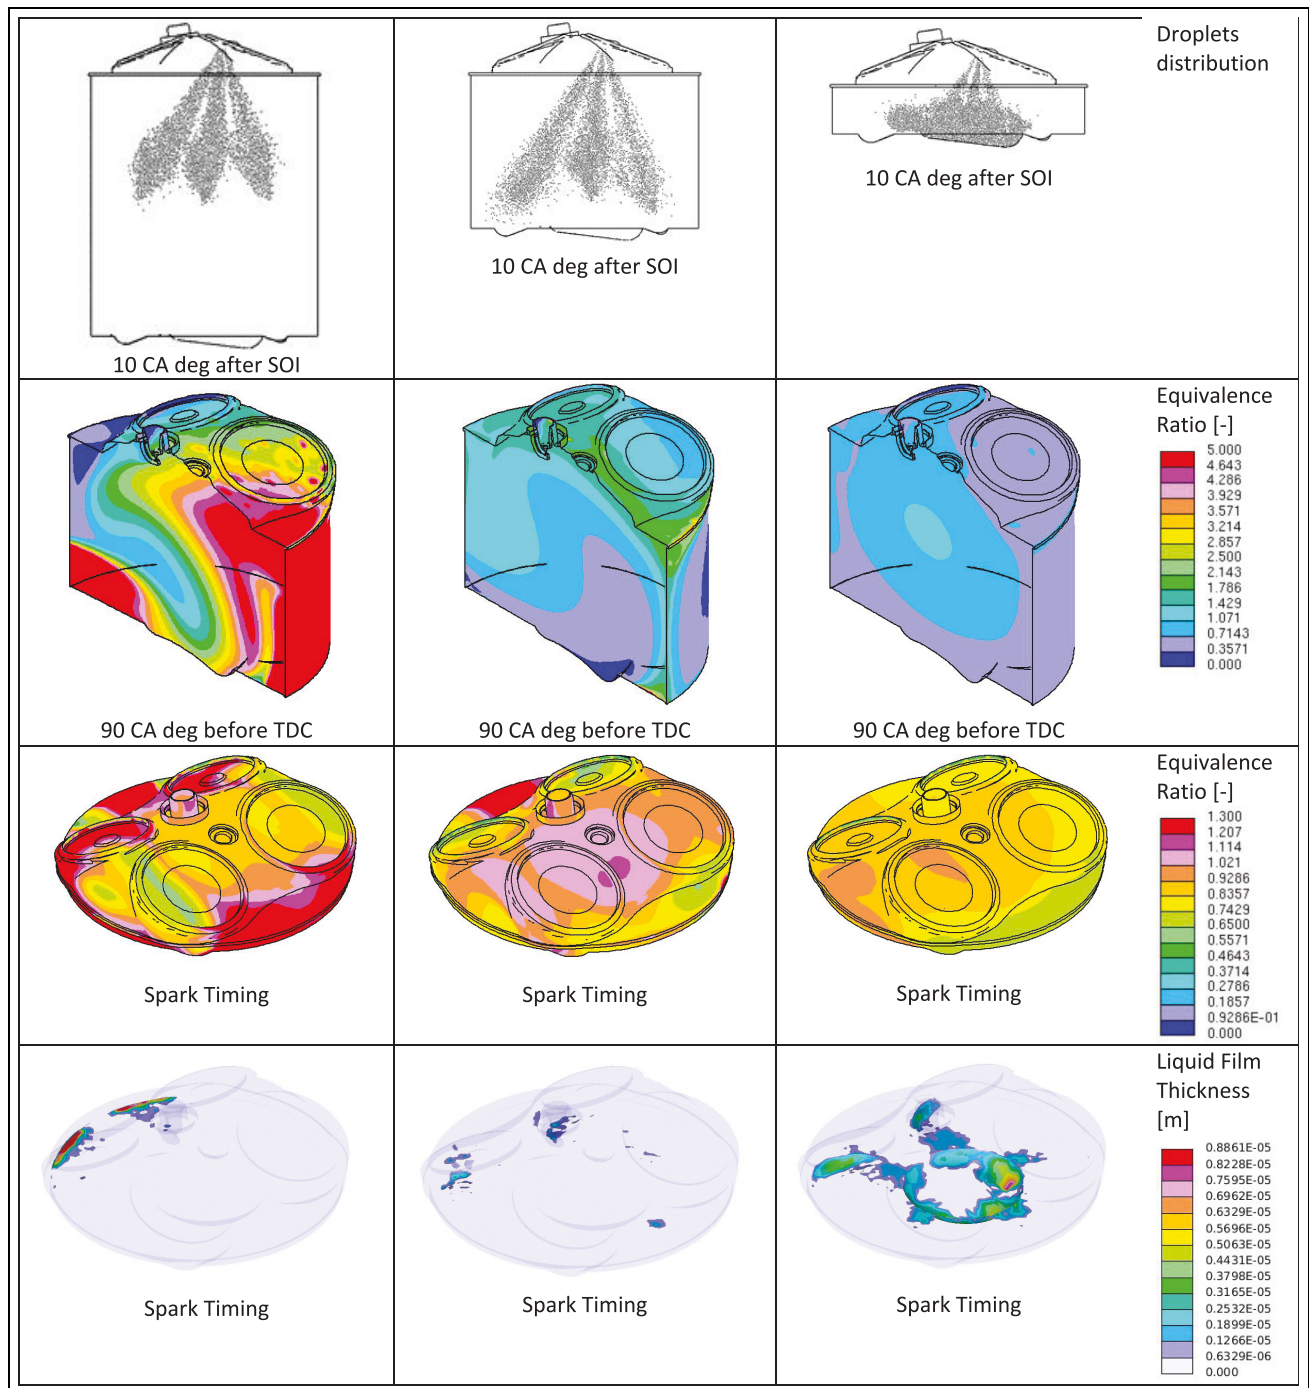 Droplets
distribution
10 CA deg after SOI
10 CA deg after SOI
10 CA deg after SOI
Equivalence
Ratio [-]
5.000
4.643
4.286
3.929
3.571
3.214
2.857
2.500
2.143
1.786
1.429
1.071
0.7143
0.3571
0.000
90 CA deg before TDC
90 CA deg before TDC
90 CA deg before TDC
Equivalence
Ratio [-]
1.300
1.207
1.114
1.021
0.9286
0.8357
0.7429
0.6500
0.5571
0.4643
0.3714
0.2786
0.1857
0.9286E-01
0.000
Spark Timing
Spark Timing
Spark Timing
Liquid Film
Thickness
[m]
0.8861E-05
0.8228E-05
0.7595E-05
0.6962E-05
0.6329E-05
0.5696E-05
0.5063E-05
0.4431E-05
0.3798E-05
0.3165E-05
0.2532E-05
0.1899E-05
0.1266E-05
0.6329E-06
0.000
Spark Timing
Spark Timing
Spark Timing